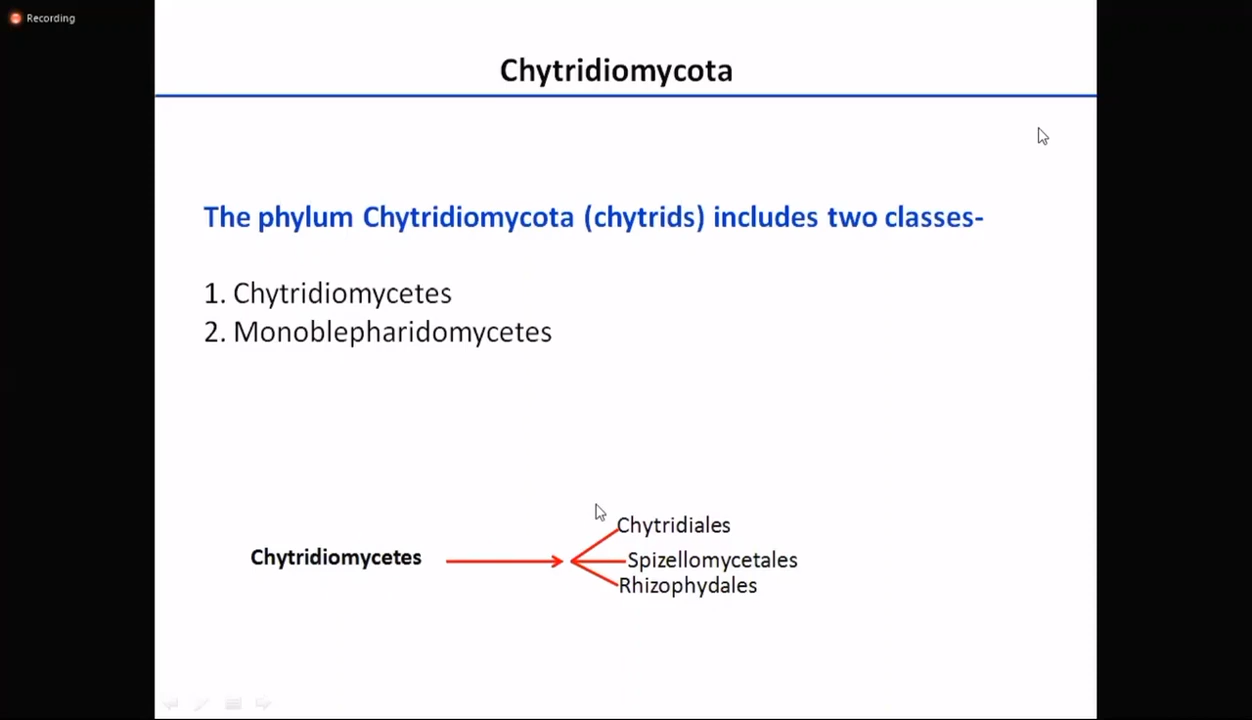 Recording
Chytridiomycota
The phylum Chytridiomycota (chytrids) includes two classes-
1. Chytridiomycetes
2. Monoblepharidomycetes
Chytridiales
Chytridiomycetes
Spizellomycetales
Rhizophydales